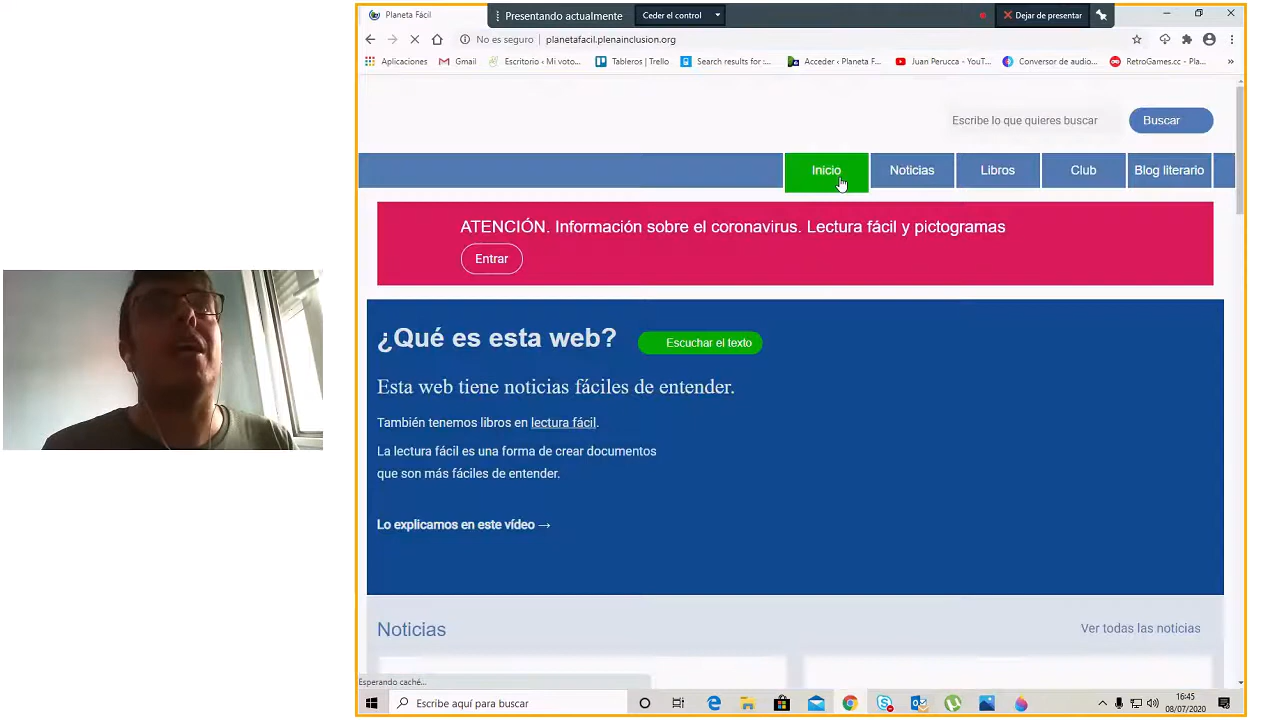 Planeta Fácil
Presentando actualmente
Ceder el control
Dejar de presentar
No es seguro
planetafacil.plenainclusion.org
Aplicaciones
Gmail
Escritorio ‹ Mi voto...
Tableros | Trello
Search results for :...
Acceder ‹ Planeta F...
Juan Perucca - YouT...
Conversor de audio...
RetroGames.cc - Pla...
Escribe lo que quieres buscar
Buscar
Inicio
Noticias
Libros
Club
Blog literario
ATENCIÓN. Información sobre el coronavirus. Lectura fácil y pictogramas
Entrar
¿Qué es esta web?
Escuchar el texto
Esta web tiene noticias fáciles de entender.
También tenemos libros en lectura fácil.
La lectura fácil es una forma de crear documentos
que son más fáciles de entender.
Lo explicamos en este vídeo →
Noticias
Ver todas las noticias
Esperando caché...
Escribe aquí para buscar
16:45
08/07/2020